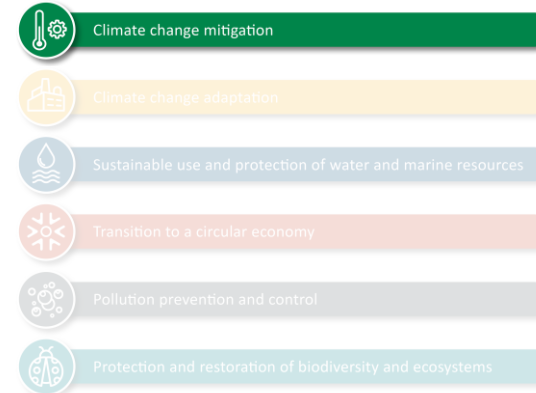 Climate change mitigation
Climate change adaptation
Sustainable use and protection of water and marine resources
Transition to a circular economy
Pollution prevention and control
Protection and restoration of biodiversity and ecosystems